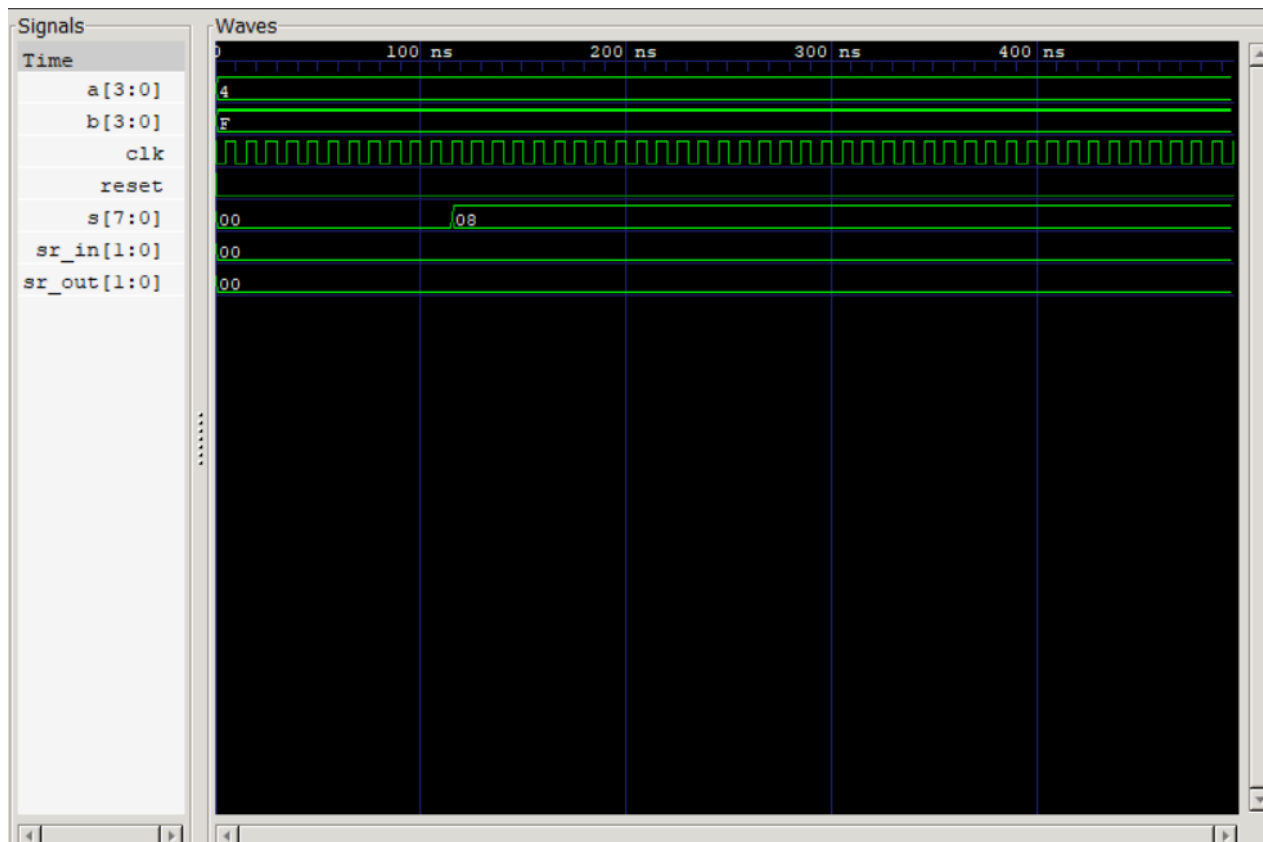 Signals Waves
Time 0 100 ns 200 ns 300 ns 400 ns
a[3:0] 4
b[3:0] F
clk
reset
s[7:0] 00 08
sr_in[1:0] 00
sr_out[1:0] 00